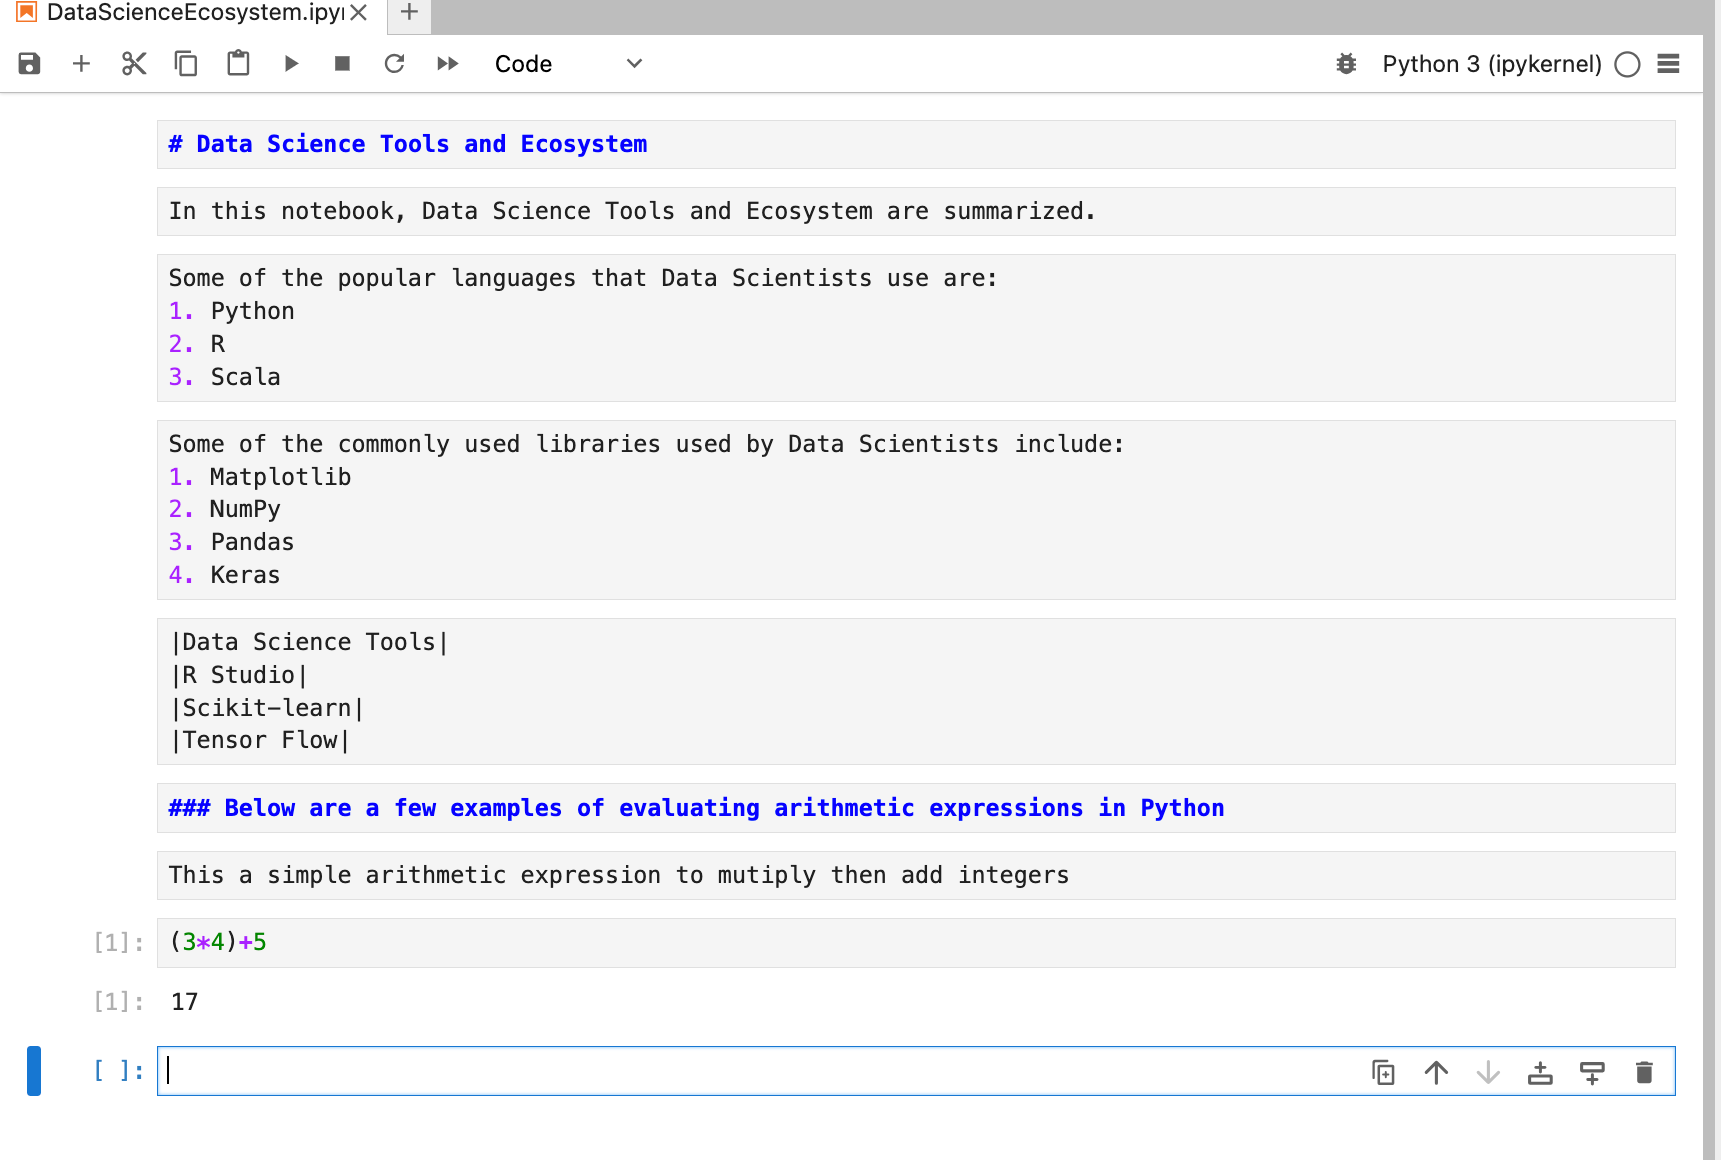 DataScienceEcosystem.ipyn
Code
Python 3 (ipykernel)
# Data Science Tools and Ecosystem
In this notebook, Data Science Tools and Ecosystem are summarized.
Some of the popular languages that Data Scientists use are:
1. Python
2. R
3. Scala
Some of the commonly used libraries used by Data Scientists include:
1. Matplotlib
2. NumPy
3. Pandas
4. Keras
|Data Science Tools|
|R Studio|
|Scikit-learn|
|Tensor Flow|
### Below are a few examples of evaluating arithmetic expressions in Python
This a simple arithmetic expression to mutiply then add integers
[1]: (3*4)+5
[1]: 17
[ ]: